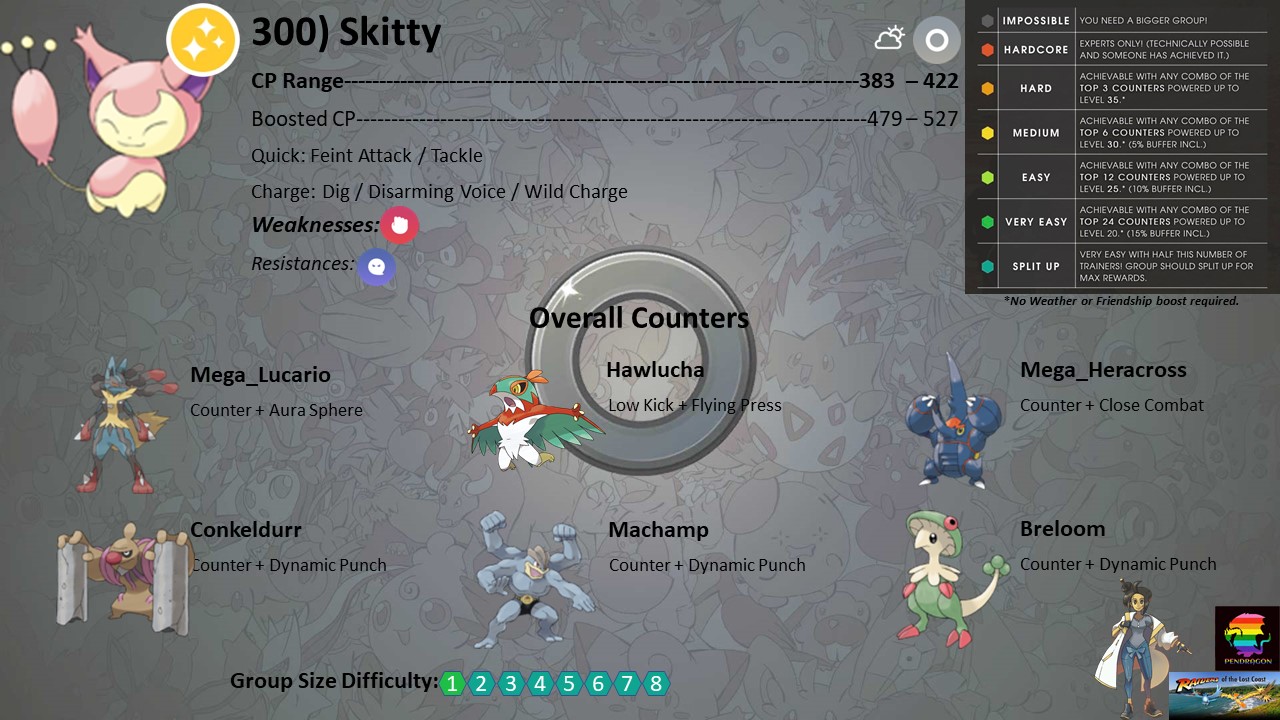 300) Skitty
CP Range--------------------------------------------------------------------------383 – 422
Boosted CP-------------------------------------------------------------------------479 – 527
Quick: Feint Attack / Tackle
Charge: Dig / Disarming Voice / Wild Charge
Weaknesses:
Resistances:
IMPOSSIBLE YOU NEED A BIGGER GROUP!
HARDCORE EXPERTS ONLY! (TECHNICALLY POSSIBLE
AND SOMEONE HAS ACHIEVED IT.)
HARD ACHIEVABLE WITH ANY COMBO OF THE
TOP 3 COUNTERS POWERED UP TO
LEVEL 35.*
MEDIUM ACHIEVABLE WITH ANY COMBO OF THE
TOP 6 COUNTERS POWERED UP TO
LEVEL 30.* (5% BUFFER INCL.)
EASY ACHIEVABLE WITH ANY COMBO OF THE
TOP 12 COUNTERS POWERED UP TO
LEVEL 25.* (10% BUFFER INCL.)
VERY EASY ACHIEVABLE WITH ANY COMBO OF THE
TOP 24 COUNTERS POWERED UP TO
LEVEL 20.* (15% BUFFER INCL.)
SPLIT UP VERY EASY WITH HALF THIS NUMBER OF
TRAINERS! GROUP SHOULD SPLIT UP FOR
MAX REWARDS.
*No Weather or Friendship boost required.
Overall Counters
Mega_Lucario
Counter + Aura Sphere
Hawlucha
Low Kick + Flying Press
Mega_Heracross
Counter + Close Combat
Conkeldurr
Counter + Dynamic Punch
Machamp
Counter + Dynamic Punch
Breloom
Counter + Dynamic Punch
Group Size Difficulty: 1 2 3 4 5 6 7 8
PENDRAGON
RAIDERS of the Lost Coast